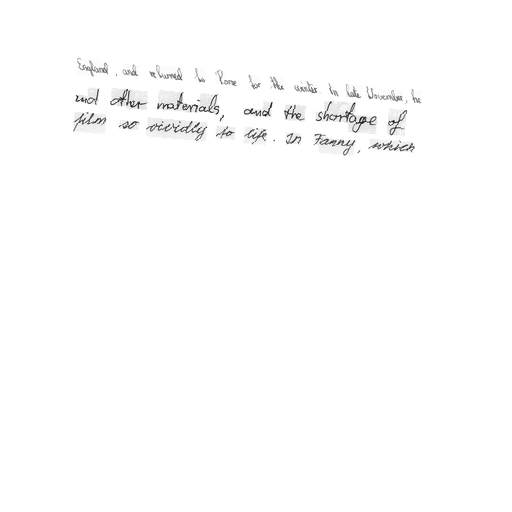 England, and returned to Rome for the winter in late November, he
and other materials, and the shortage of
film so vividly to life. In Fanny, which